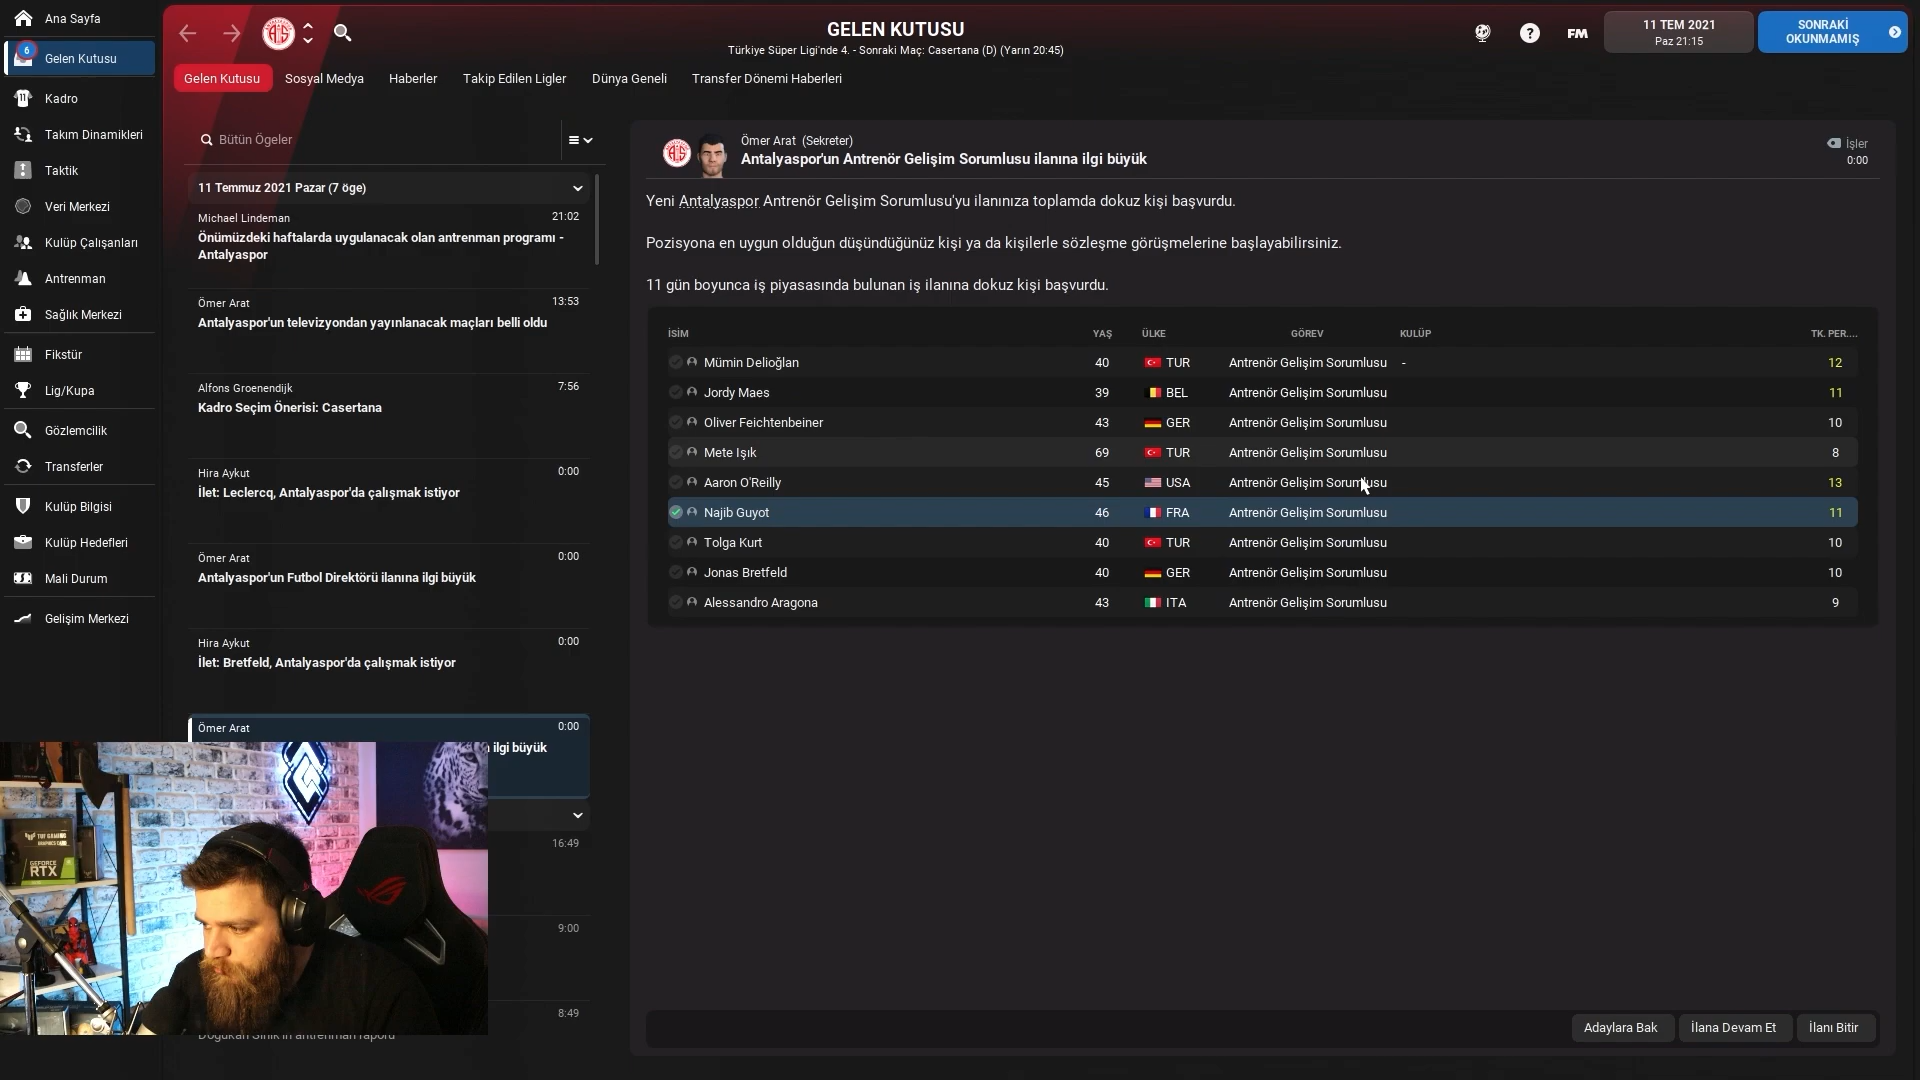 Ana Sayfa
6
Gelen Kutusu
Kadro
Takım Dinamikleri
Taktik
Veri Merkezi
Kulüp Çalışanları
Antrenman
Sağlık Merkezi
Fikstür
Lig/Kupa
Gözlemcilik
Transferler
Kulüp Bilgisi
Kulüp Hedefleri
Mali Durum
Gelişim Merkezi
GELEN KUTUSU
Türkiye Süper Ligi'nde 4. - Sonraki Maç: Casertana (D) (Yarın 20:45)
FM
11 TEM 2021
Paz 21:15
SONRAKİ
OKUNMAMIŞ
Gelen Kutusu Sosyal Medya Haberler Takip Edilen Ligler Dünya Geneli Transfer Dönemi Haberleri
Bütün Ögeler
11 Temmuz 2021 Pazar (7 öge)
Michael Lindeman 21:02
Önümüzdeki haftalarda uygulanacak olan antrenman programı -
Antalyaspor
Ömer Arat 13:53
Antalyaspor'un televizyondan yayınlanacak maçları belli oldu
Alfons Groenendijk 7:56
Kadro Seçim Önerisi: Casertana
Hira Aykut 0:00
İlet: Leclercq, Antalyaspor'da çalışmak istiyor
Ömer Arat 0:00
Antalyaspor'un Futbol Direktörü ilanına ilgi büyük
Hira Aykut 0:00
İlet: Bretfeld, Antalyaspor'da çalışmak istiyor
Ömer Arat 0:00
ilgi büyük
16:49
9:00
8:49
TUF GAMING
GEFORCE
RTX
Ömer Arat (Sekreter)
Antalyaspor'un Antrenör Gelişim Sorumlusu ilanına ilgi büyük
İşler
0:00
Yeni Antalyaspor Antrenör Gelişim Sorumlusu'yu ilanınıza toplamda dokuz kişi başvurdu.
Pozisyona en uygun olduğun düşündüğünüz kişi ya da kişilerle sözleşme görüşmelerine başlayabilirsiniz.
11 gün boyunca iş piyasasında bulunan iş ilanına dokuz kişi başvurdu.
İSİM YAŞ ÜLKE GÖREV KULÜP TK. PER....
Mümin Delioğlan 40 TUR Antrenör Gelişim Sorumlusu - 12
Jordy Maes 39 BEL Antrenör Gelişim Sorumlusu 11
Oliver Feichtenbeiner 43 GER Antrenör Gelişim Sorumlusu 10
Mete Işık 69 TUR Antrenör Gelişim Sorumlusu 8
Aaron O'Reilly 45 USA Antrenör Gelişim Sorumlusu 13
Najib Guyot 46 FRA Antrenör Gelişim Sorumlusu 11
Tolga Kurt 40 TUR Antrenör Gelişim Sorumlusu 10
Jonas Bretfeld 40 GER Antrenör Gelişim Sorumlusu 10
Alessandro Aragona 43 ITA Antrenör Gelişim Sorumlusu 9
Adaylara Bak İlana Devam Et İlanı Bitir